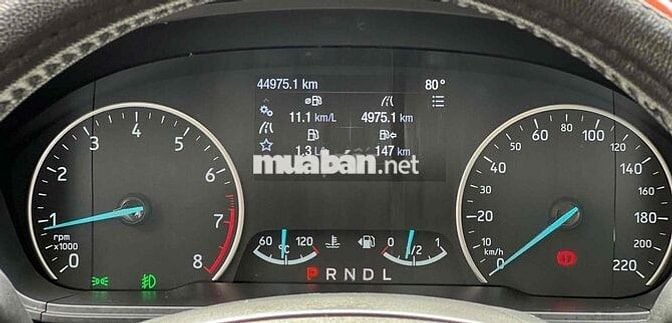 44975.1 km 80°
11.1 km/L 4975.1 km
1.3 L 147 km
muaban.net
0 1 2 3 4 5 6 7 8
rpm
x1000
0 10 20 40 60 80 100 120 140 160 180 200 220
km/h
60 °C 120
0 1/2 1
P R N D L